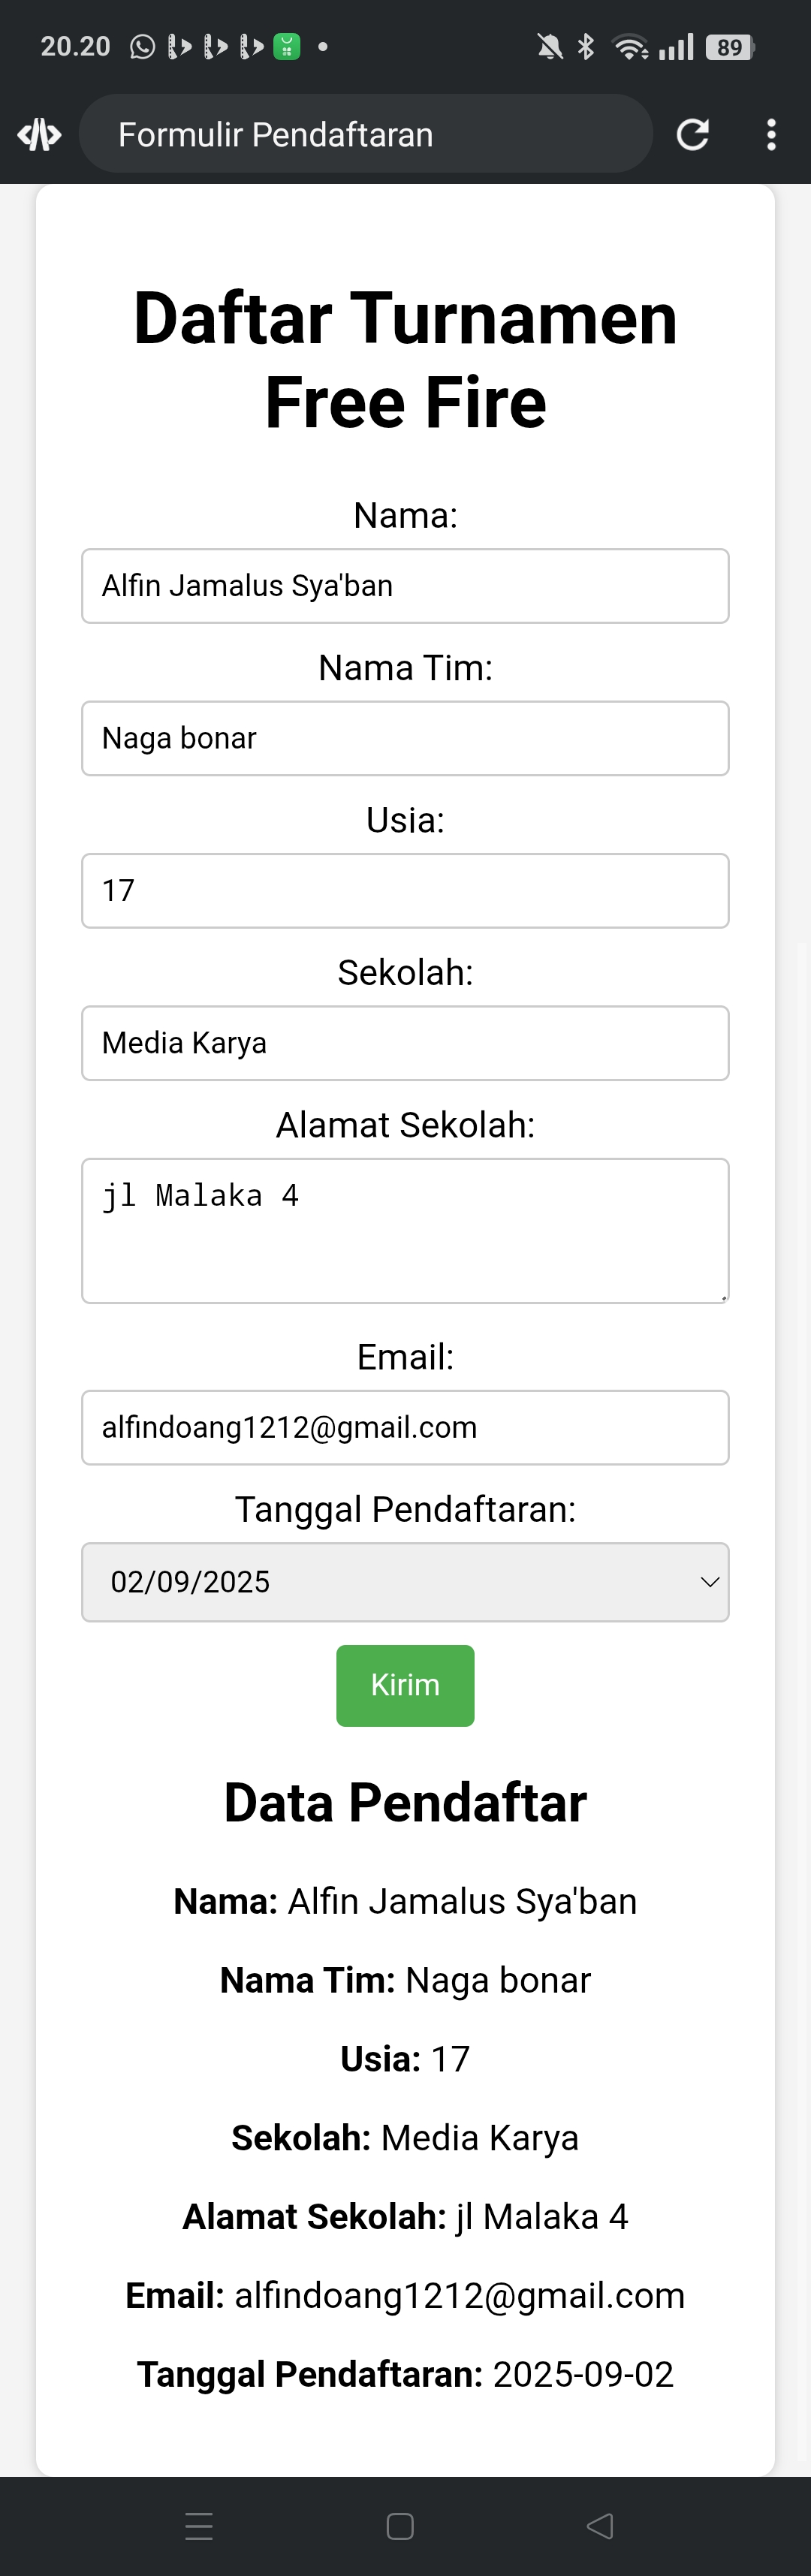 20.20
89
Formulir Pendaftaran
Daftar Turnamen
Free Fire
Nama:
Alfin Jamalus Sya'ban
Nama Tim:
Naga bonar
Usia:
17
Sekolah:
Media Karya
Alamat Sekolah:
jl Malaka 4
Email:
alfindoang1212@gmail.com
Tanggal Pendaftaran:
02/09/2025
Kirim
Data Pendaftar
Nama: Alfin Jamalus Sya'ban
Nama Tim: Naga bonar
Usia: 17
Sekolah: Media Karya
Alamat Sekolah: jl Malaka 4
Email: alfindoang1212@gmail.com
Tanggal Pendaftaran: 2025-09-02